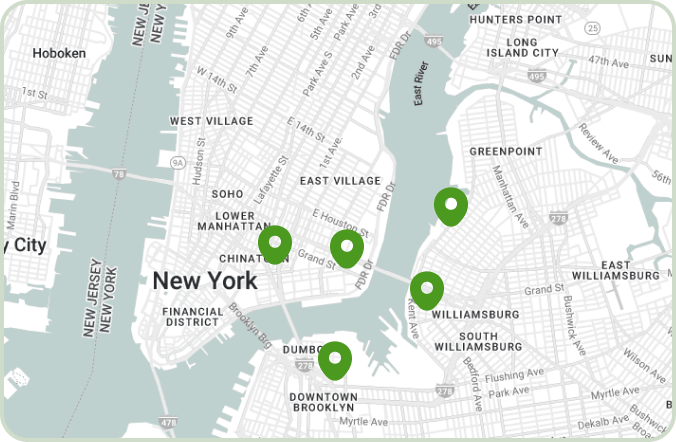 HUNTERS POINT
NEW JE
NEW Y
9th Ave
7th Ave
5th Ave
Park Ave
3rd
25
Hoboken
FDR Dr
495
LONG
ISLAND CITY
47th Ave
SUN
2nd Ave
Park Ave S
East River
495
W 14th St
1st St
WEST VILLAGE
E 14th St
Review Ave
Hudson St
1st Ave
GREENPOINT
9A
78
Lafayette St
EAST VILLAGE
Manhattan Ave
56th
Marin Blvd
SOHO
FDR Dr
LOWER
MANHATTAN
E Houston St
278
y City
CHINAT
N
Grand St
EAST
WILLIAMSBURG
New York
FDR Dr
NEW JERSEY
NEW YORK
Grand St
Kent Ave
WILLIAMSBURG
Bushwick Ave
FINANCIAL
DISTRICT
Brooklyn Brg
SOUTH
WILLIAMSBURG
DUMBO
278
Wilson Ave
Bedford Ave
Flushing Ave
Park Ave
Myrtle Ave
DOWNTOWN
BROOKLYN
B
Bushwick
478
Myrtle Ave
Dekalb Ave